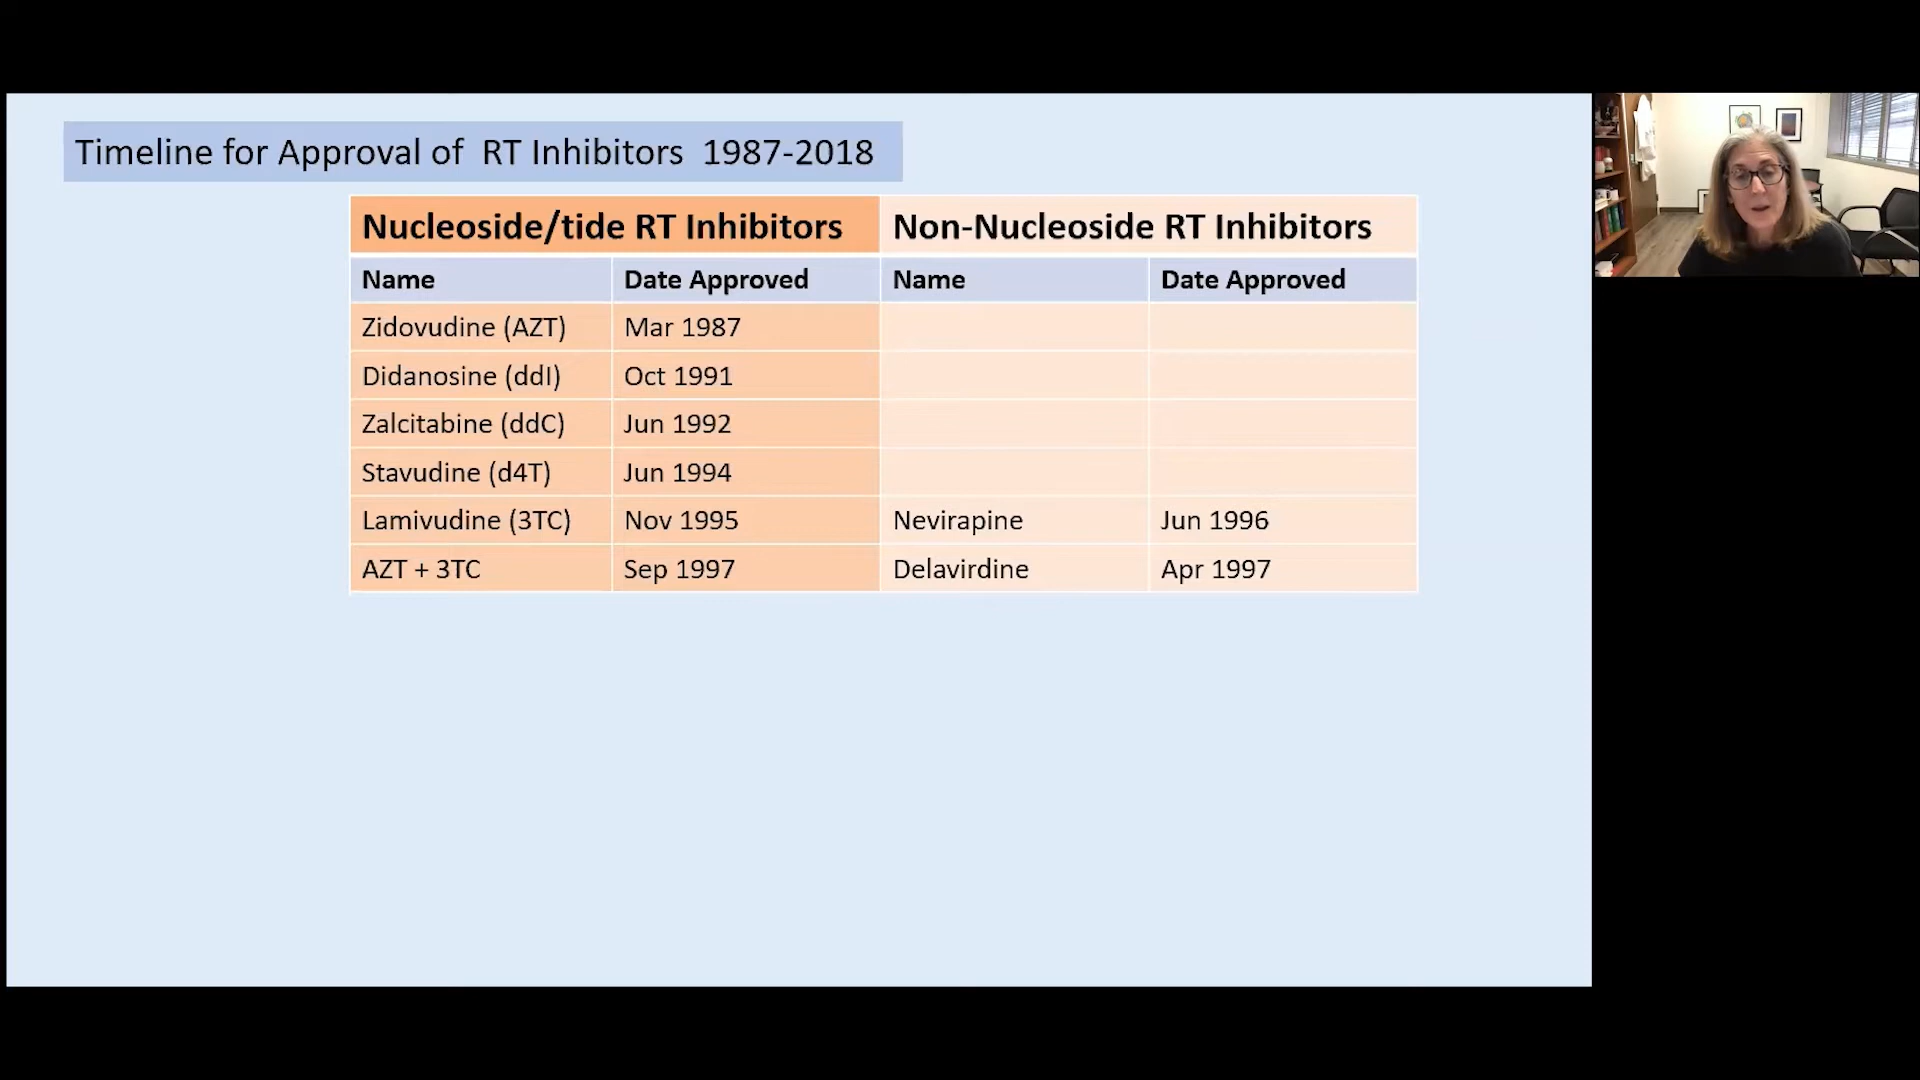 Timeline for Approval of RT Inhibitors 1987-2018
Nucleoside/tide RT Inhibitors Non-Nucleoside RT Inhibitors
Name Date Approved Name Date Approved
Zidovudine (AZT) Mar 1987
Didanosine (ddI) Oct 1991
Zalcitabine (ddC) Jun 1992
Stavudine (d4T) Jun 1994
Lamivudine (3TC) Nov 1995 Nevirapine Jun 1996
AZT + 3TC Sep 1997 Delavirdine Apr 1997